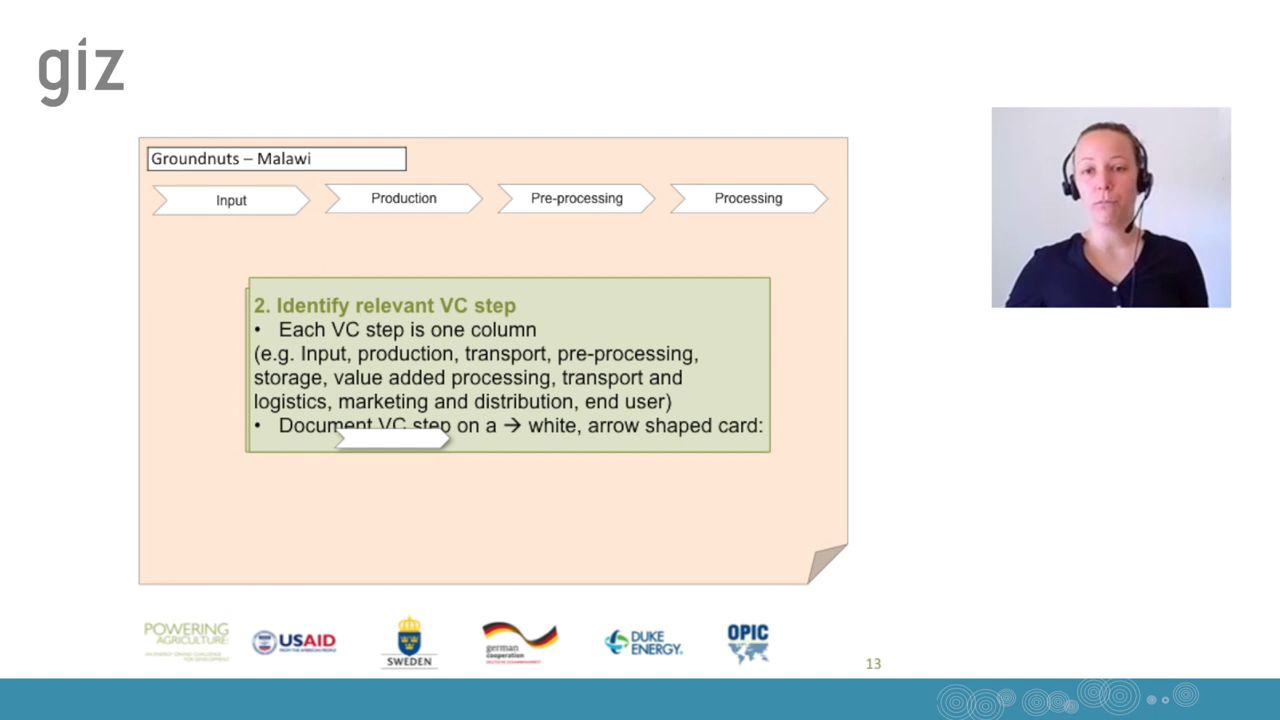 giz
Groundnuts – Malawi
Input
Production
Pre-processing
Processing
2. Identify relevant VC step
• Each VC step is one column
(e.g. Input, production, transport, pre-processing,
storage, value added processing, transport and
logistics, marketing and distribution, end user)
• Document VC step on a → white, arrow shaped card:
POWERING
AGRICULTURE:
AN ENERGY GRAND CHALLENGE
FOR DEVELOPMENT
USAID
FROM THE AMERICAN PEOPLE
SWEDEN
german
cooperation
DEUTSCHE ZUSAMMENARBEIT
DUKE
ENERGY.
OPIC
13